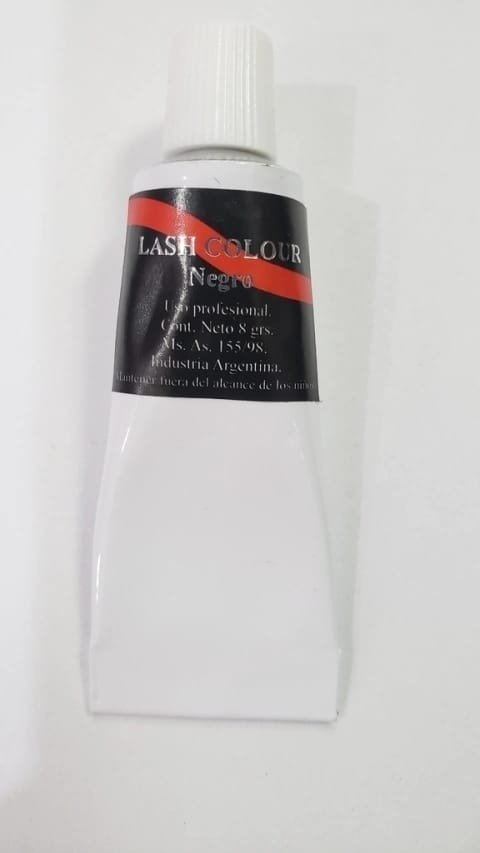 LASH COLOUR
Negro
Uso profesional.
Cont. Neto 8 grs.
Ms. As. 155/98.
Industria Argentina.
Mantener fuera del alcance de los niños